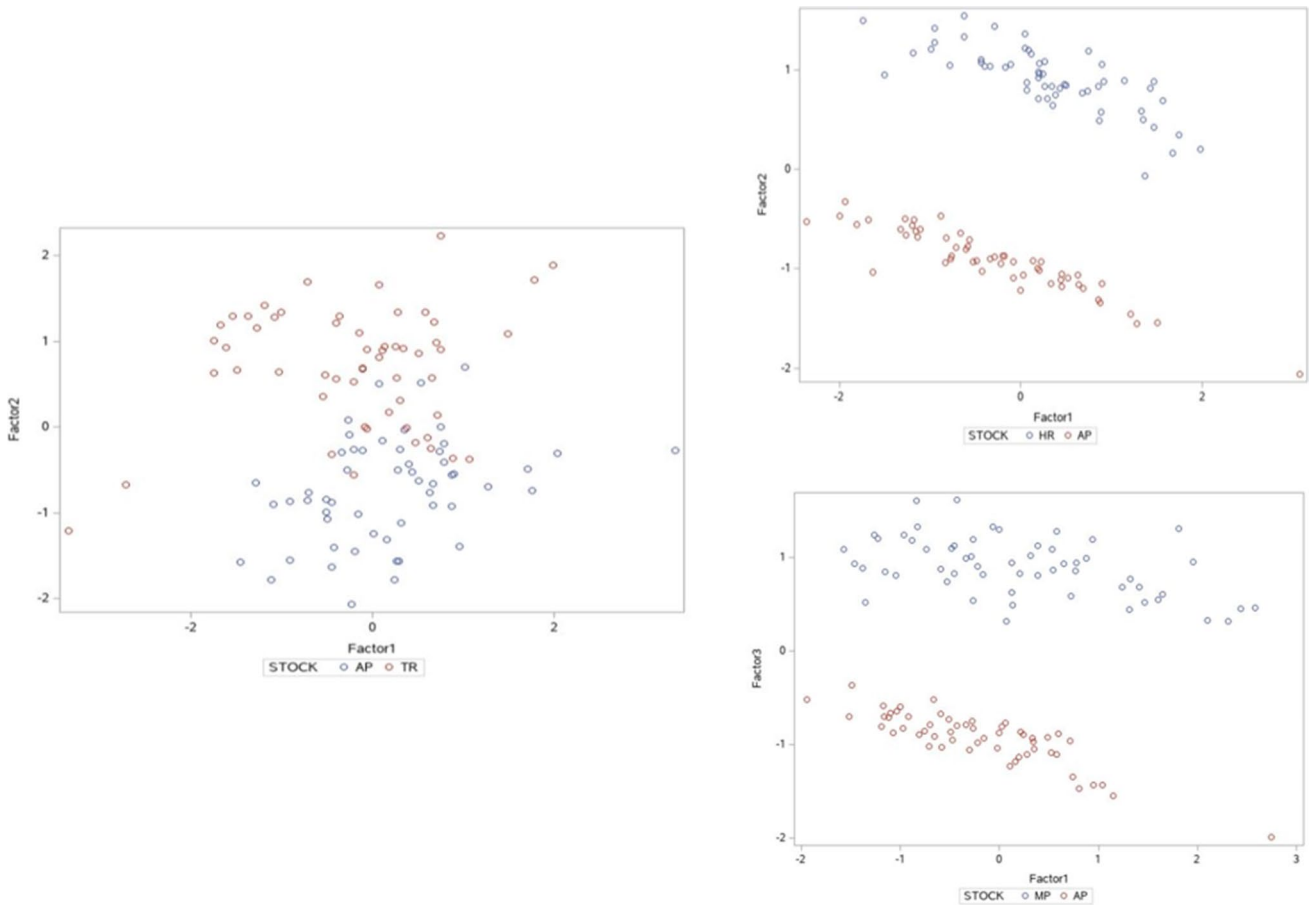 2
1
0
-1
-2
Factor2
-2 0 2
Factor1
STOCK AP TR
1
0
-1
-2
Factor2
-2 0 2
Factor1
STOCK HR AP
1
0
-1
-2
Factor3
-2 -1 0 1 2 3
Factor1
STOCK MP AP